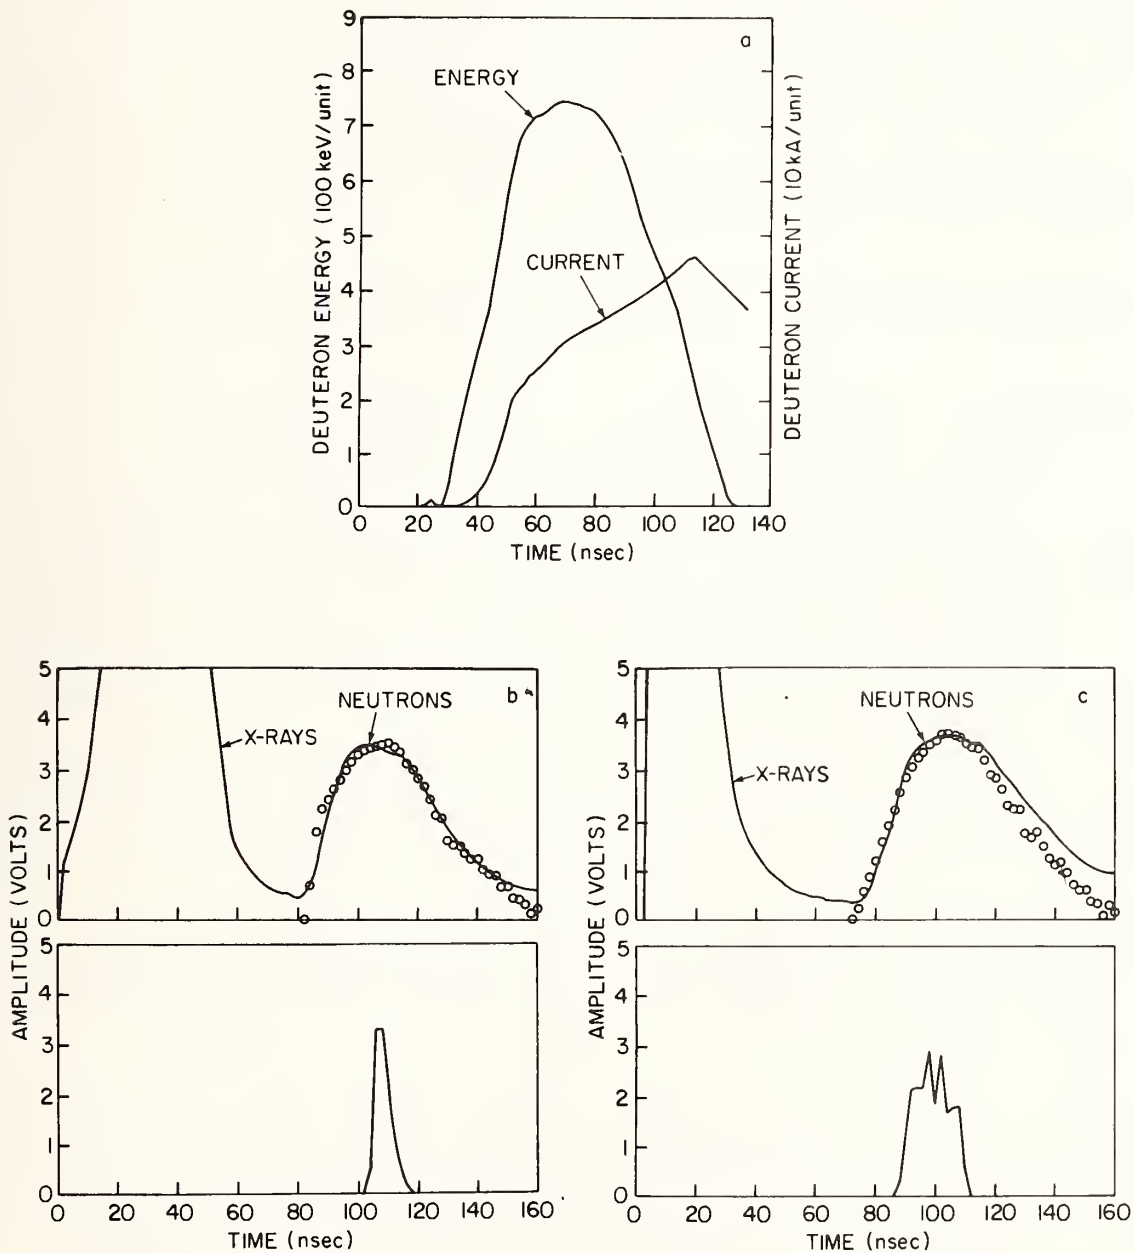 a
ENERGY
CURRENT
DEUTERON ENERGY (100 keV/unit)
DEUTERON CURRENT (10 kA/unit)
9
8
7
6
5
4
3
2
1
0
0 20 40 60 80 100 120 140
TIME (nsec)
b
X-RAYS
NEUTRONS
AMPLITUDE (VOLTS)
5
4
3
2
1
0
5
4
3
2
1
0
0 20 40 60 80 100 120 140 160
TIME (nsec)
c
X-RAYS
NEUTRONS
AMPLITUDE (VOLTS)
5
4
3
2
1
0
5
4
3
2
1
0
0 20 40 60 80 100 120 140 160
TIME (nsec)